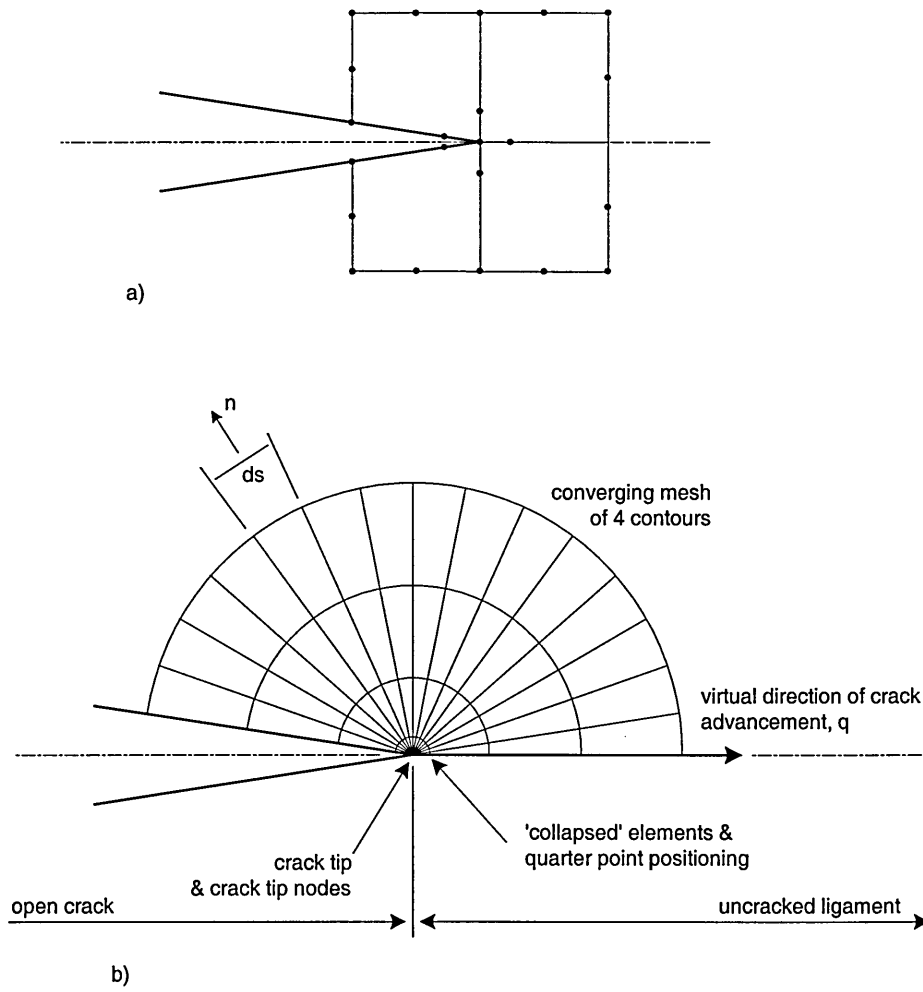 a)
n
ds
converging mesh
of 4 contours
virtual direction of crack
advancement, q
'collapsed' elements &
quarter point positioning
crack tip
& crack tip nodes
open crack
uncracked ligament
b)